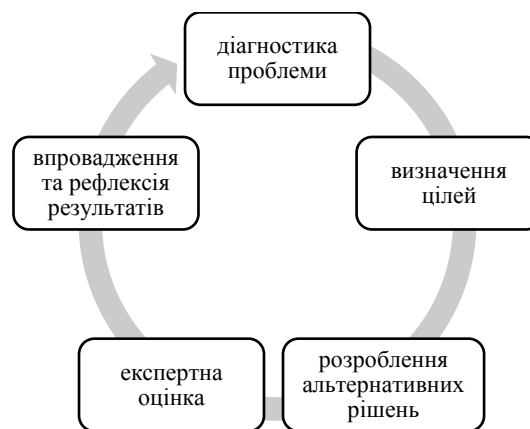 діагностика
проблеми
визначення
цілей
розроблення
альтернативних
рішень
експертна
оцінка
впровадження
та рефлексія
результатів